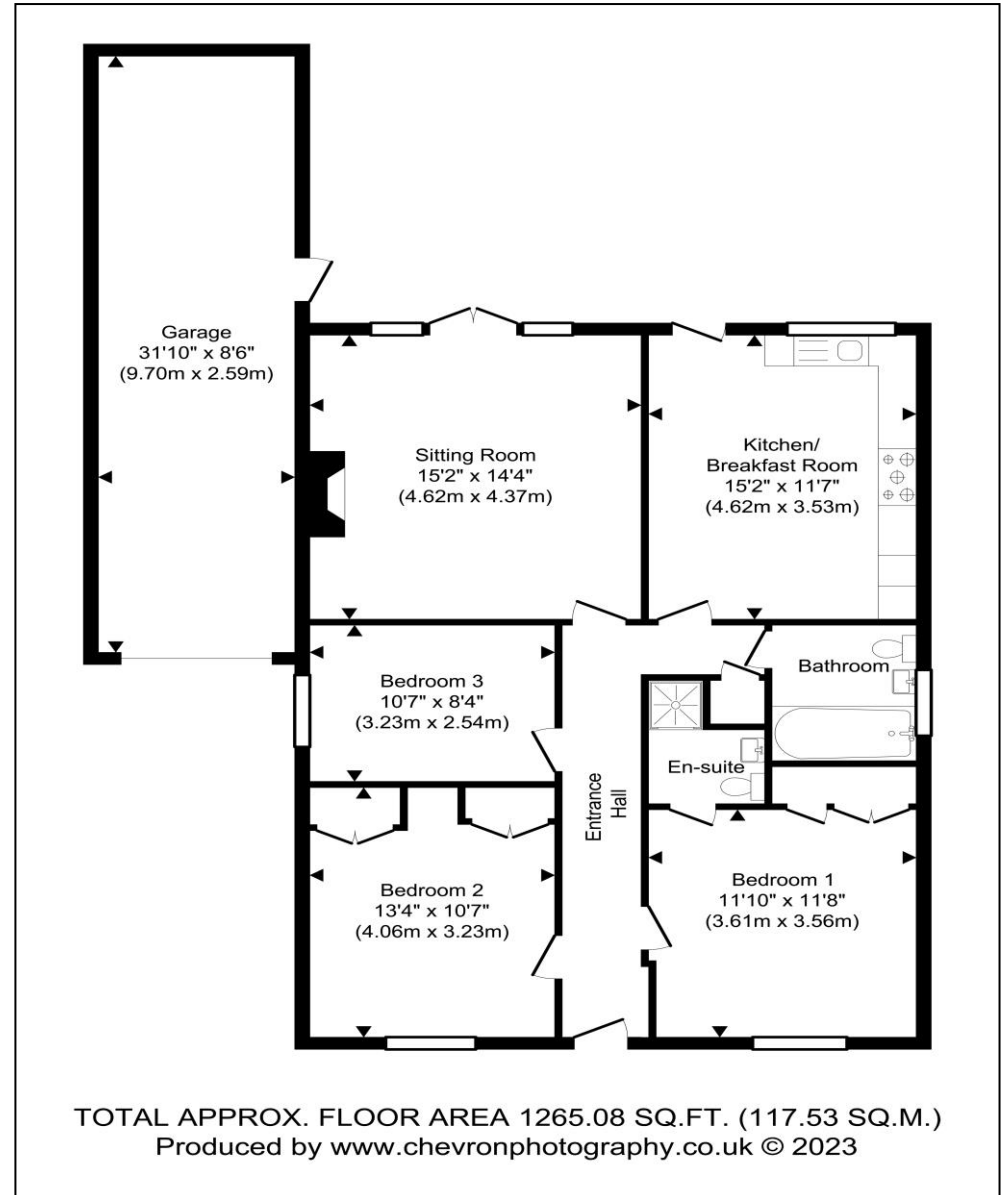 Garage
31'10" x 8'6"
(9.70m x 2.59m)
Sitting Room
15'2" x 14'4"
(4.62m x 4.37m)
Kitchen/
Breakfast Room
15'2" x 11'7"
(4.62m x 3.53m)
Bedroom 3
10'7" x 8'4"
(3.23m x 2.54m)
Bathroom
En-suite
Entrance
Hall
Bedroom 2
13'4" x 10'7"
(4.06m x 3.23m)
Bedroom 1
11'10" x 11'8"
(3.61m x 3.56m)
TOTAL APPROX. FLOOR AREA 1265.08 SQ.FT. (117.53 SQ.M.)
Produced by www.chevronphotography.co.uk © 2023